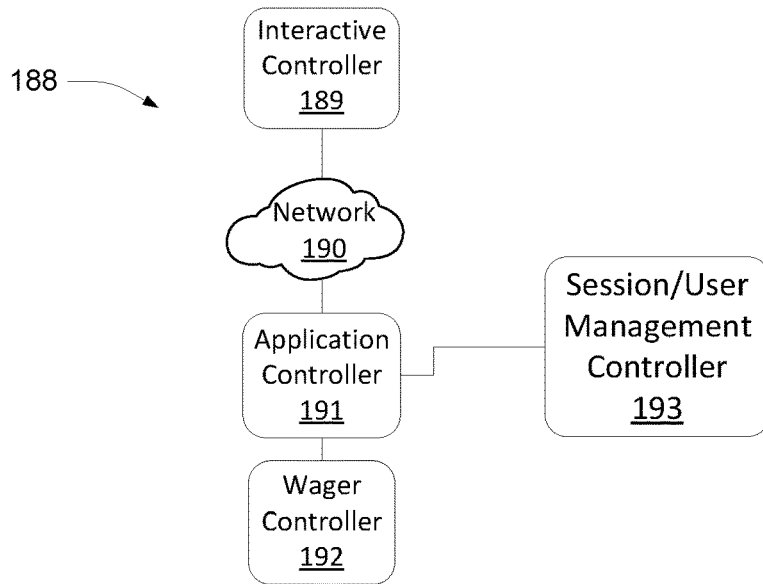 Interactive
Controller
189
188
Network
190
Application
Controller
191
Session/User
Management
Controller
193
Wager
Controller
192